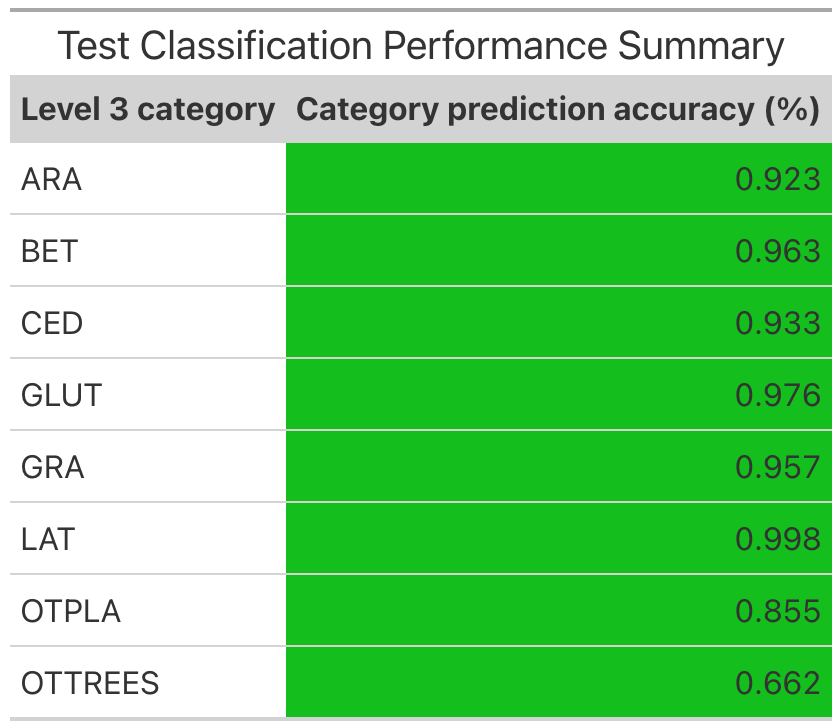 Test Classification Performance Summary
Level 3 category Category prediction accuracy (%)
ARA 0.923
BET 0.963
CED 0.933
GLUT 0.976
GRA 0.957
LAT 0.998
OTPLA 0.855
OTTREES 0.662